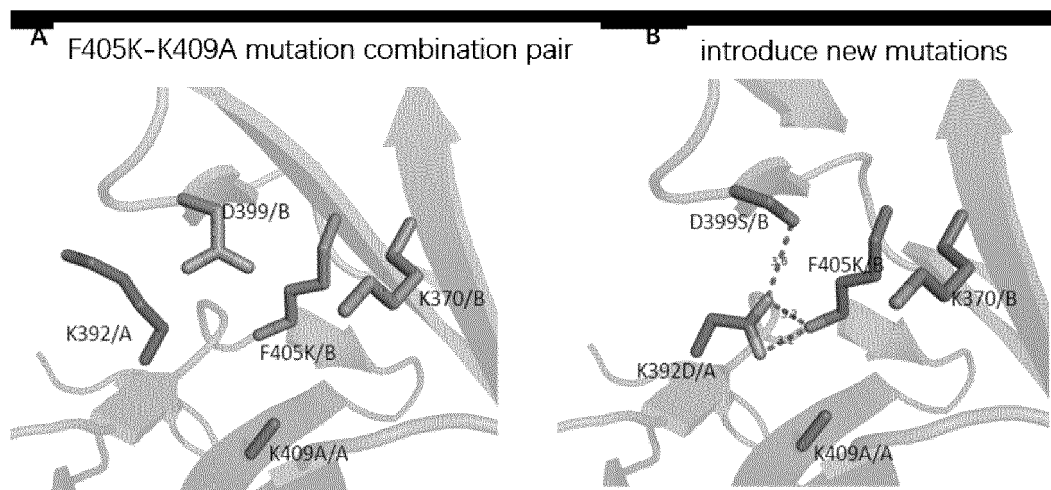 A
F405K-K409A mutation combination pair
B
introduce new mutations
D399/B
K392/A
F405K/B
K370/B
K409A/A
D399S/B
F405K/B
K370/B
K392D/A
K409A/A